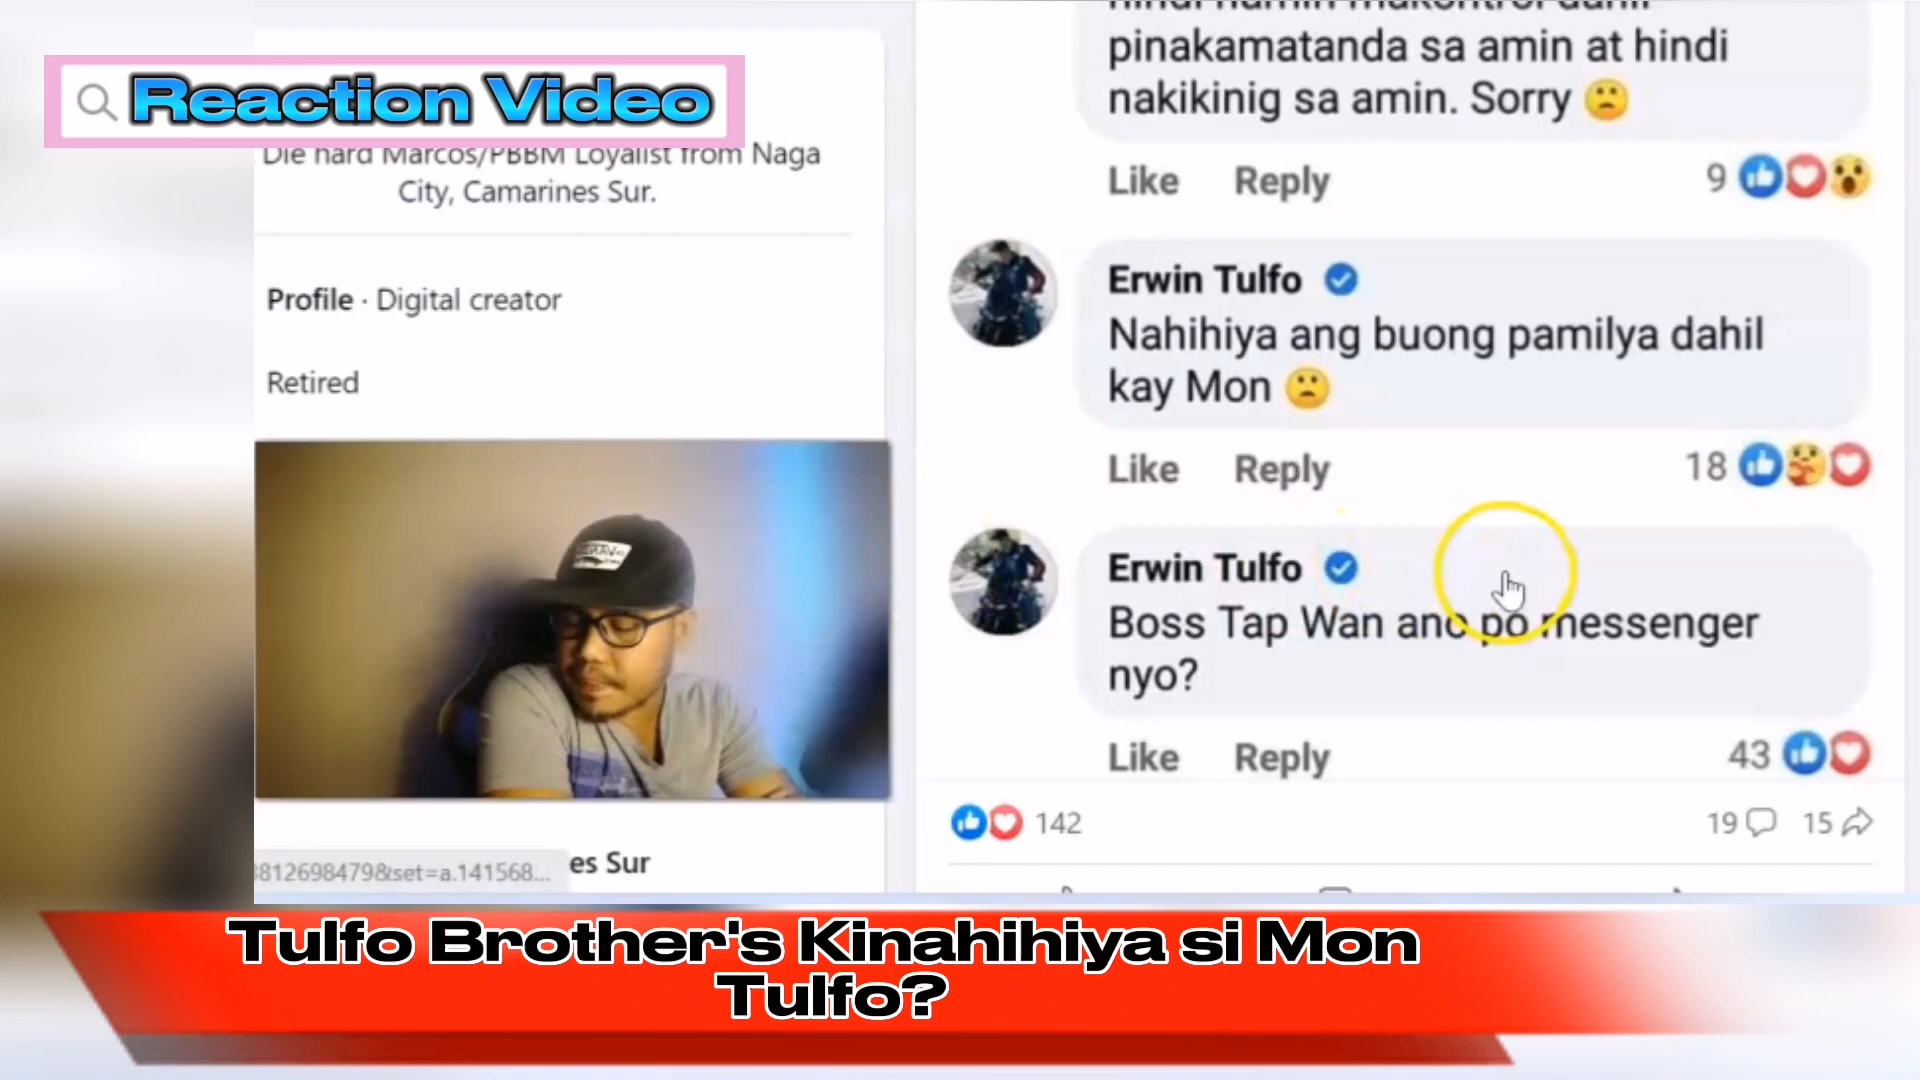 Reaction Video
Die hard Marcos/PBBM Loyalist from Naga
City, Camarines Sur.
Profile · Digital creator
Retired
3812698479&set=a.141568...
es Sur
hindi namin makontrol dahil
pinakamatanda sa amin at hindi
nakikinig sa amin. Sorry 🙁
Like Reply 9
Erwin Tulfo
Nahihiya ang buong pamilya dahil
kay Mon 🙁
Like Reply 18
Erwin Tulfo
Boss Tap Wan ano po messenger
nyo?
Like Reply 43
142 19 15
Tulfo Brother's Kinahihiya si Mon
Tulfo?